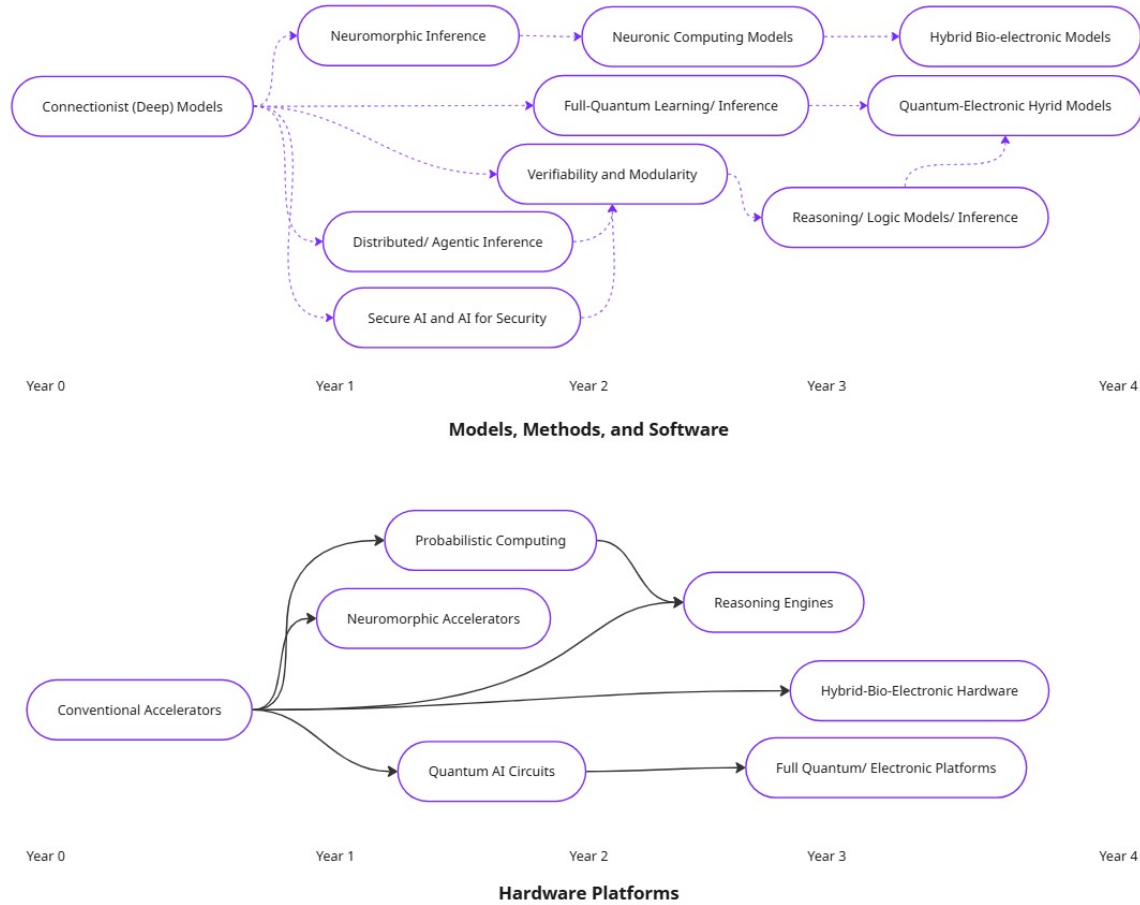 Neuromorphic Inference
Neuronic Computing Models
Hybrid Bio-electronic Models
Connectionist (Deep) Models
Full-Quantum Learning/ Inference
Quantum-Electronic Hyrid Models
Verifiability and Modularity
Reasoning/ Logic Models/ Inference
Distributed/ Agentic Inference
Secure AI and AI for Security
Year 0
Year 1
Year 2
Year 3
Year 4
Models, Methods, and Software
Probabilistic Computing
Reasoning Engines
Neuromorphic Accelerators
Hybrid-Bio-Electronic Hardware
Conventional Accelerators
Quantum AI Circuits
Full Quantum/ Electronic Platforms
Year 0
Year 1
Year 2
Year 3
Year 4
Hardware Platforms